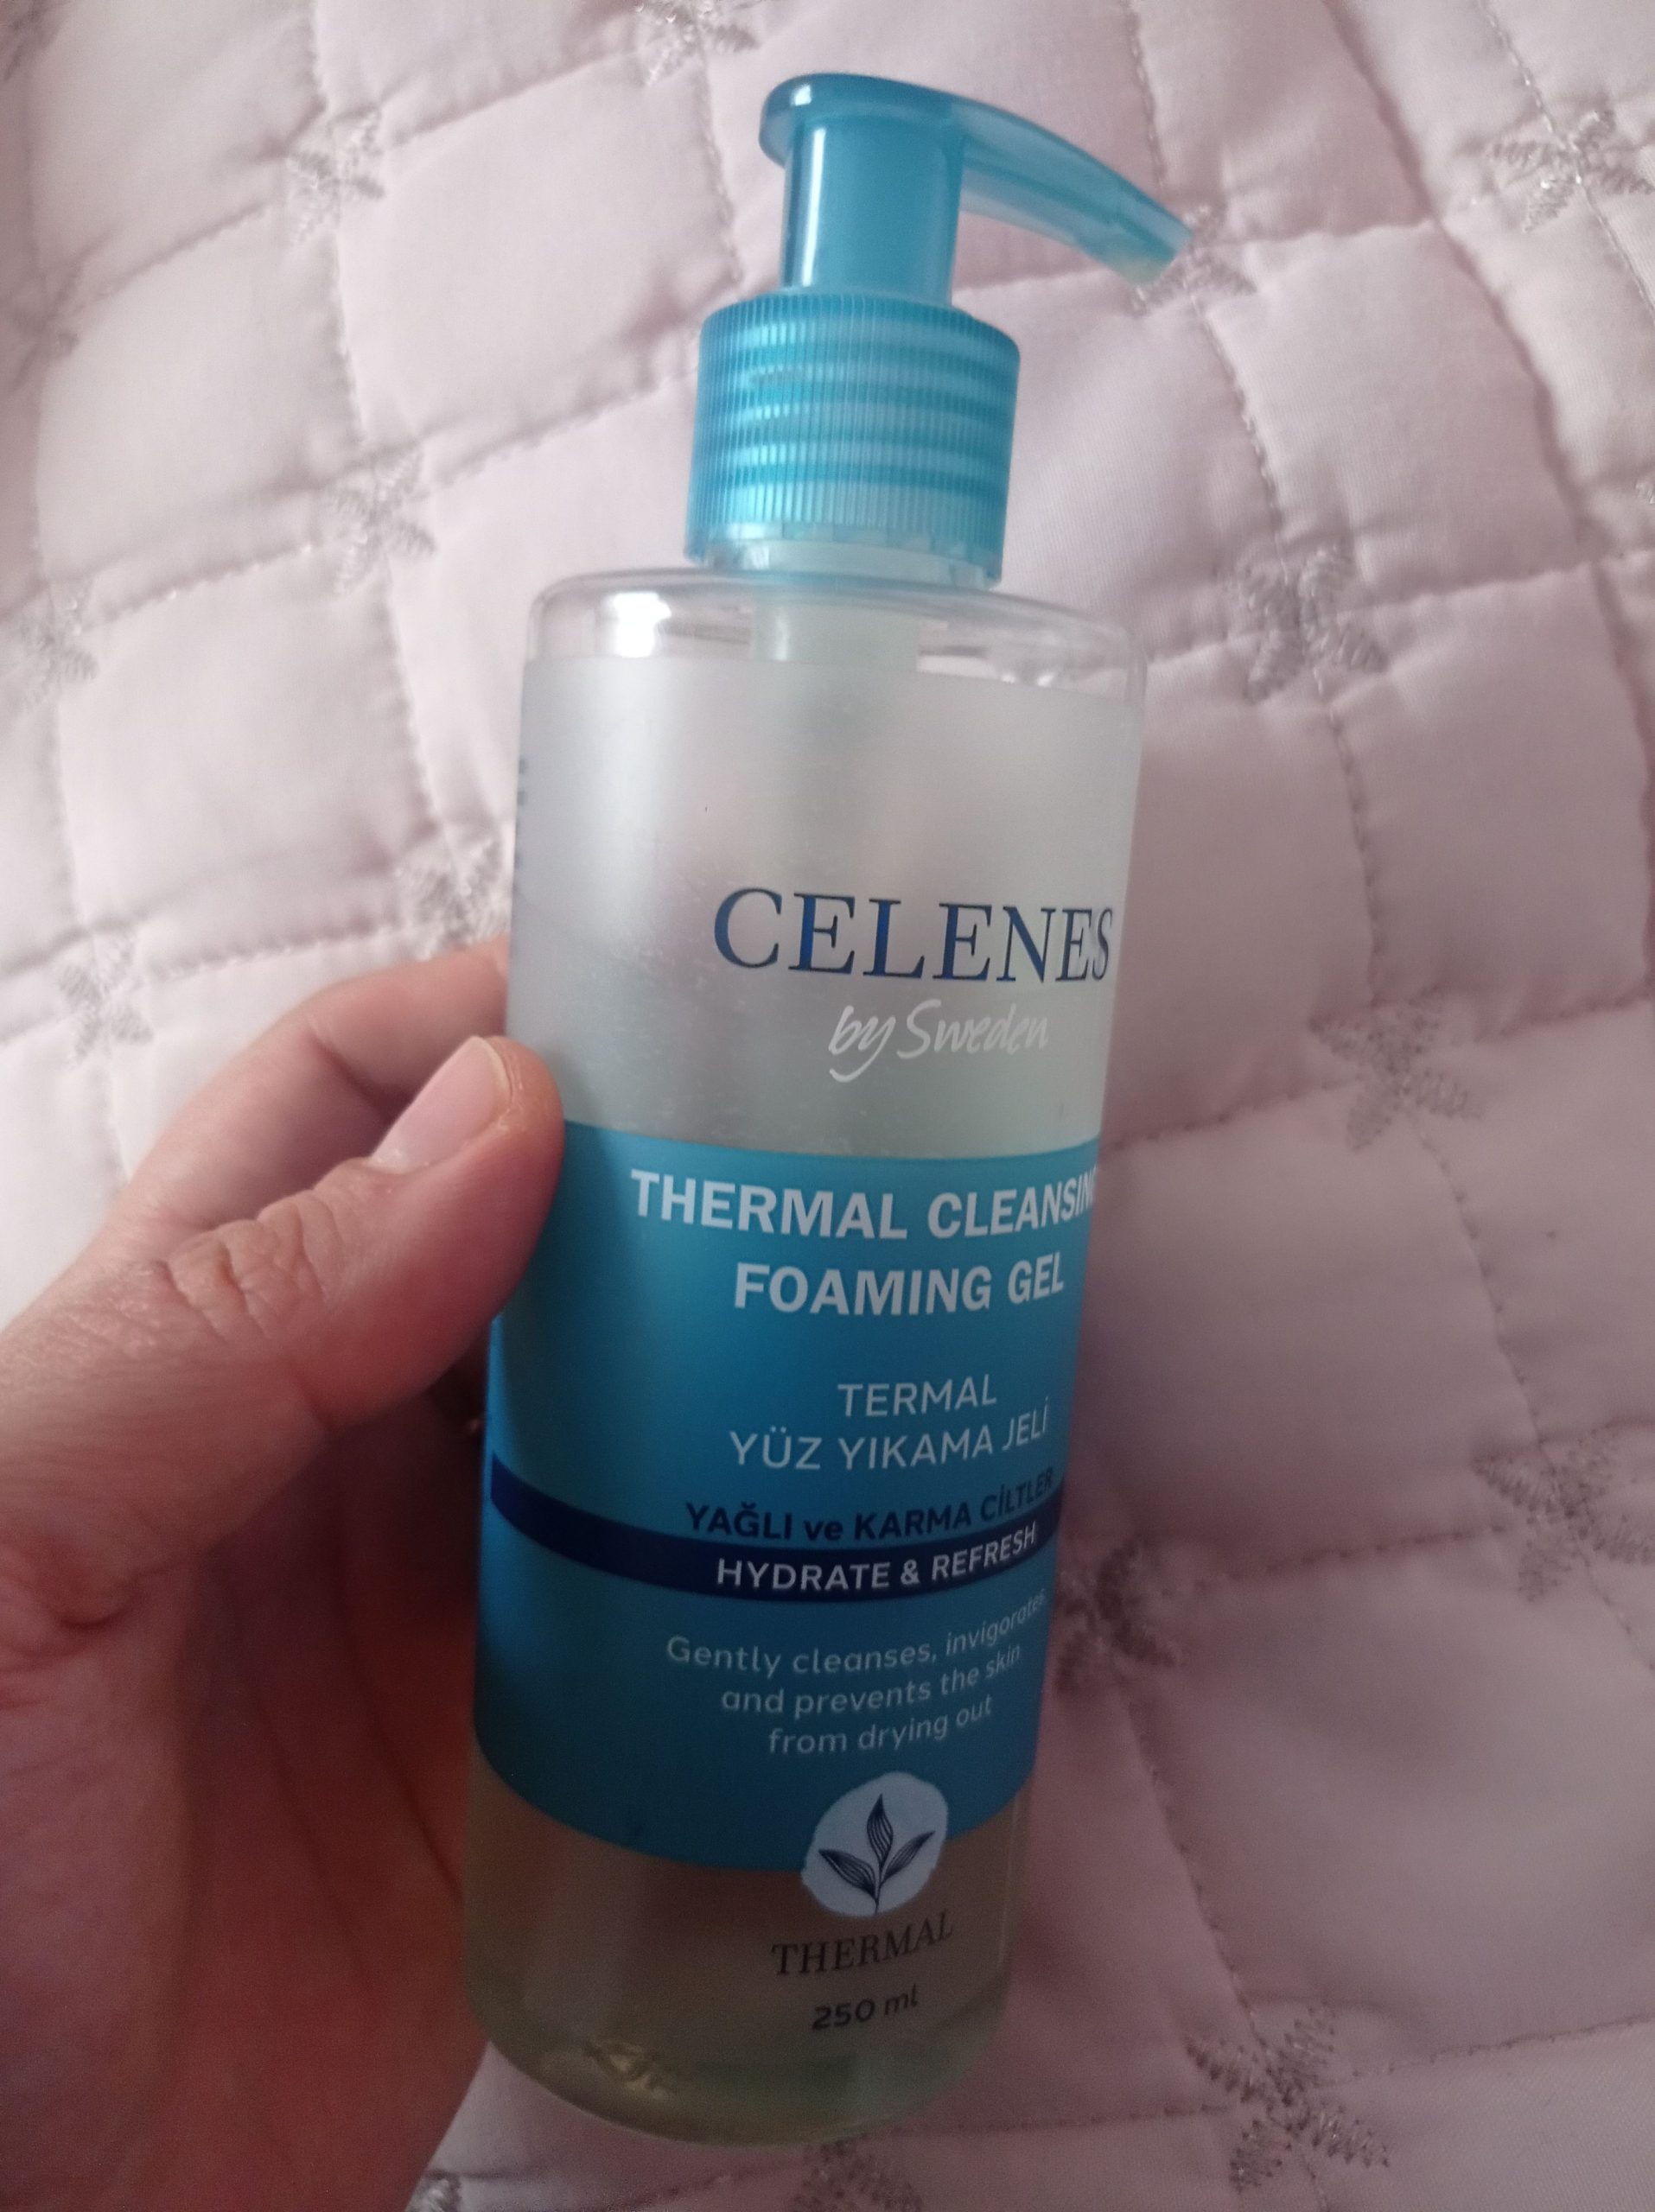 CELENES
by Sweden
THERMAL CLEANSING
FOAMING GEL
TERMAL
YÜZ YIKAMA JELİ
YAĞLI ve KARMA CİLTLER
HYDRATE & REFRESH
Gently cleanses, invigorates
and prevents the skin
from drying out
THERMAL
250 ml